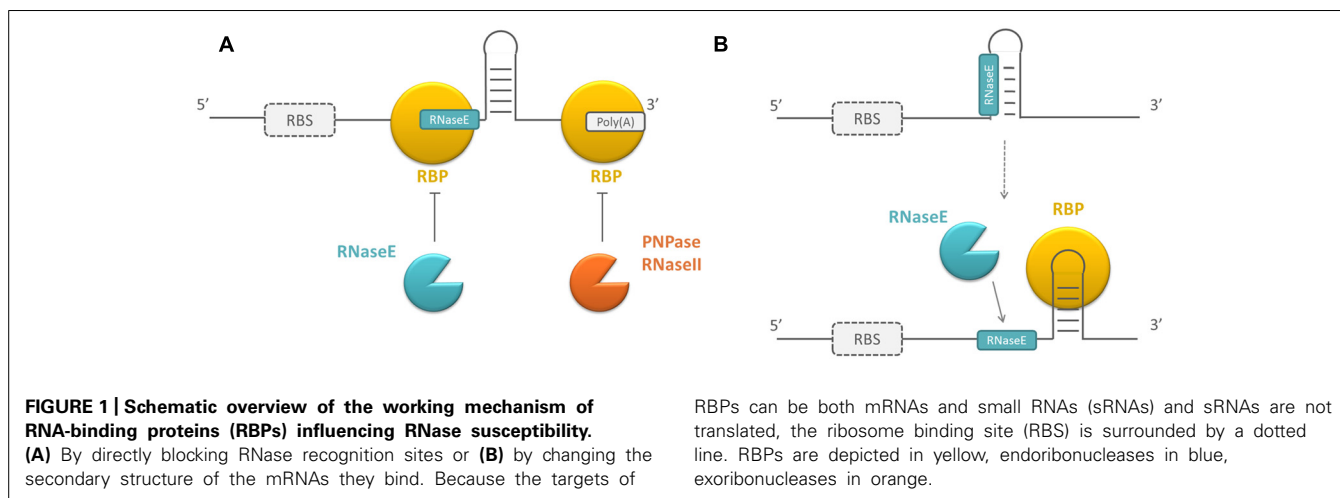 A
5′
RBS
RNaseE
Poly(A)
3′
RBP
RBP
RNaseE
PNPase
RNaseII
B
5′
RBS
RNaseE
3′
RNaseE
RBP
5′
RBS
RNaseE
3′
FIGURE 1 | Schematic overview of the working mechanism of
RNA-binding proteins (RBPs) influencing RNase susceptibility.
(A) By directly blocking RNase recognition sites or (B) by changing the
secondary structure of the mRNAs they bind. Because the targets of
RBPs can be both mRNAs and small RNAs (sRNAs) and sRNAs are not
translated, the ribosome binding site (RBS) is surrounded by a dotted
line. RBPs are depicted in yellow, endoribonucleases in blue,
exoribonucleases in orange.